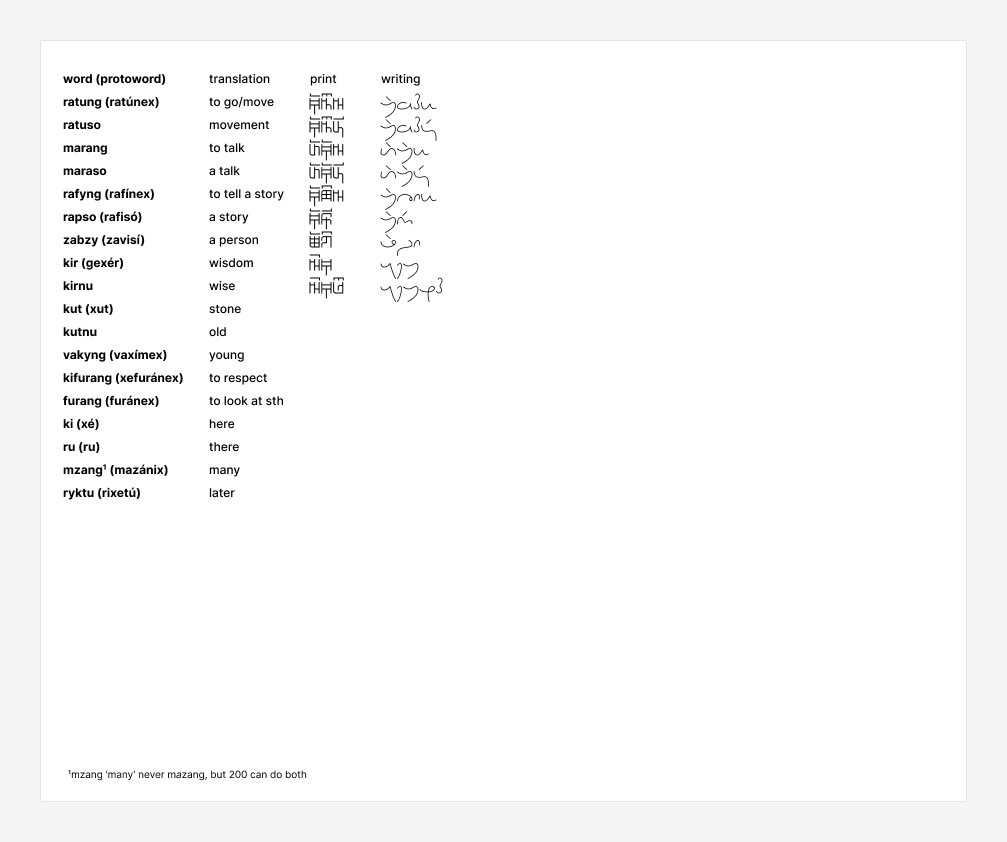 word (protoword) translation print writing
ratung (ratúnex) to go/move
ratuso movement
marang to talk
maraso a talk
rafyng (rafínex) to tell a story
rapso (rafisó) a story
zabzy (zavisí) a person
kir (gexér) wisdom
kirnu wise
kut (xut) stone
kutnu old
vakyng (vaxímex) young
kifurang (xefuránex) to respect
furang (furánex) to look at sth
ki (xé) here
ru (ru) there
mzang¹ (mazánix) many
ryktu (rixetú) later
¹mzang ‘many’ never mazang, but 200 can do both